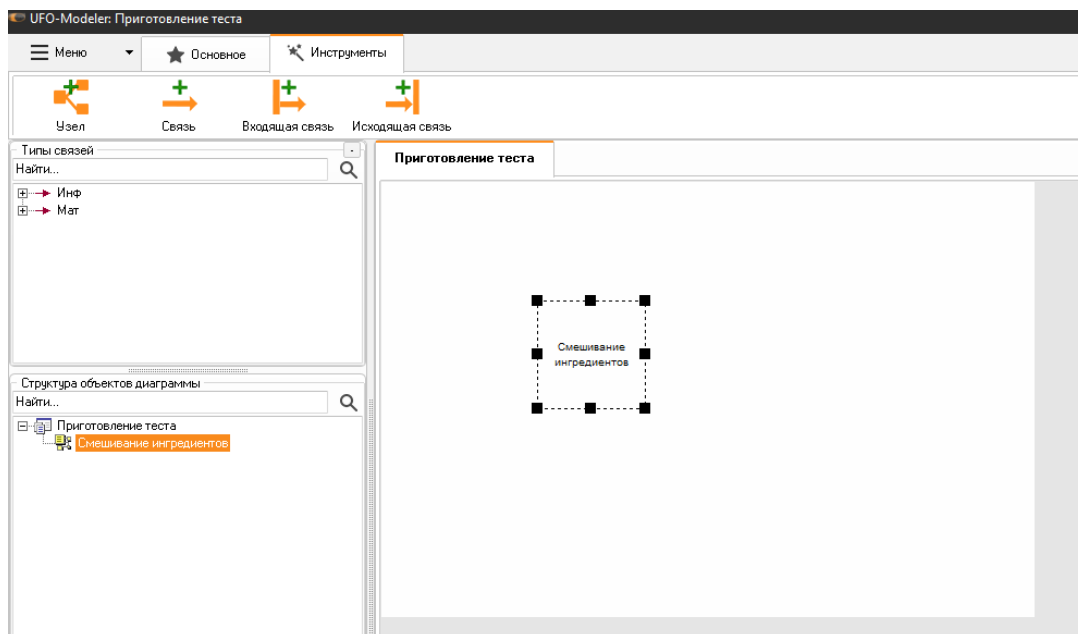 UFO-Modeler: Приготовление теста
Меню
Основное
Инструменты
Узел
Связь
Входящая связь
Исходящая связь
Типы связей
Найти...
Инф
Мат
Приготовление теста
Смешивание
ингредиентов
Структура объектов диаграммы
Найти...
Приготовление теста
Смешивание ингредиентов